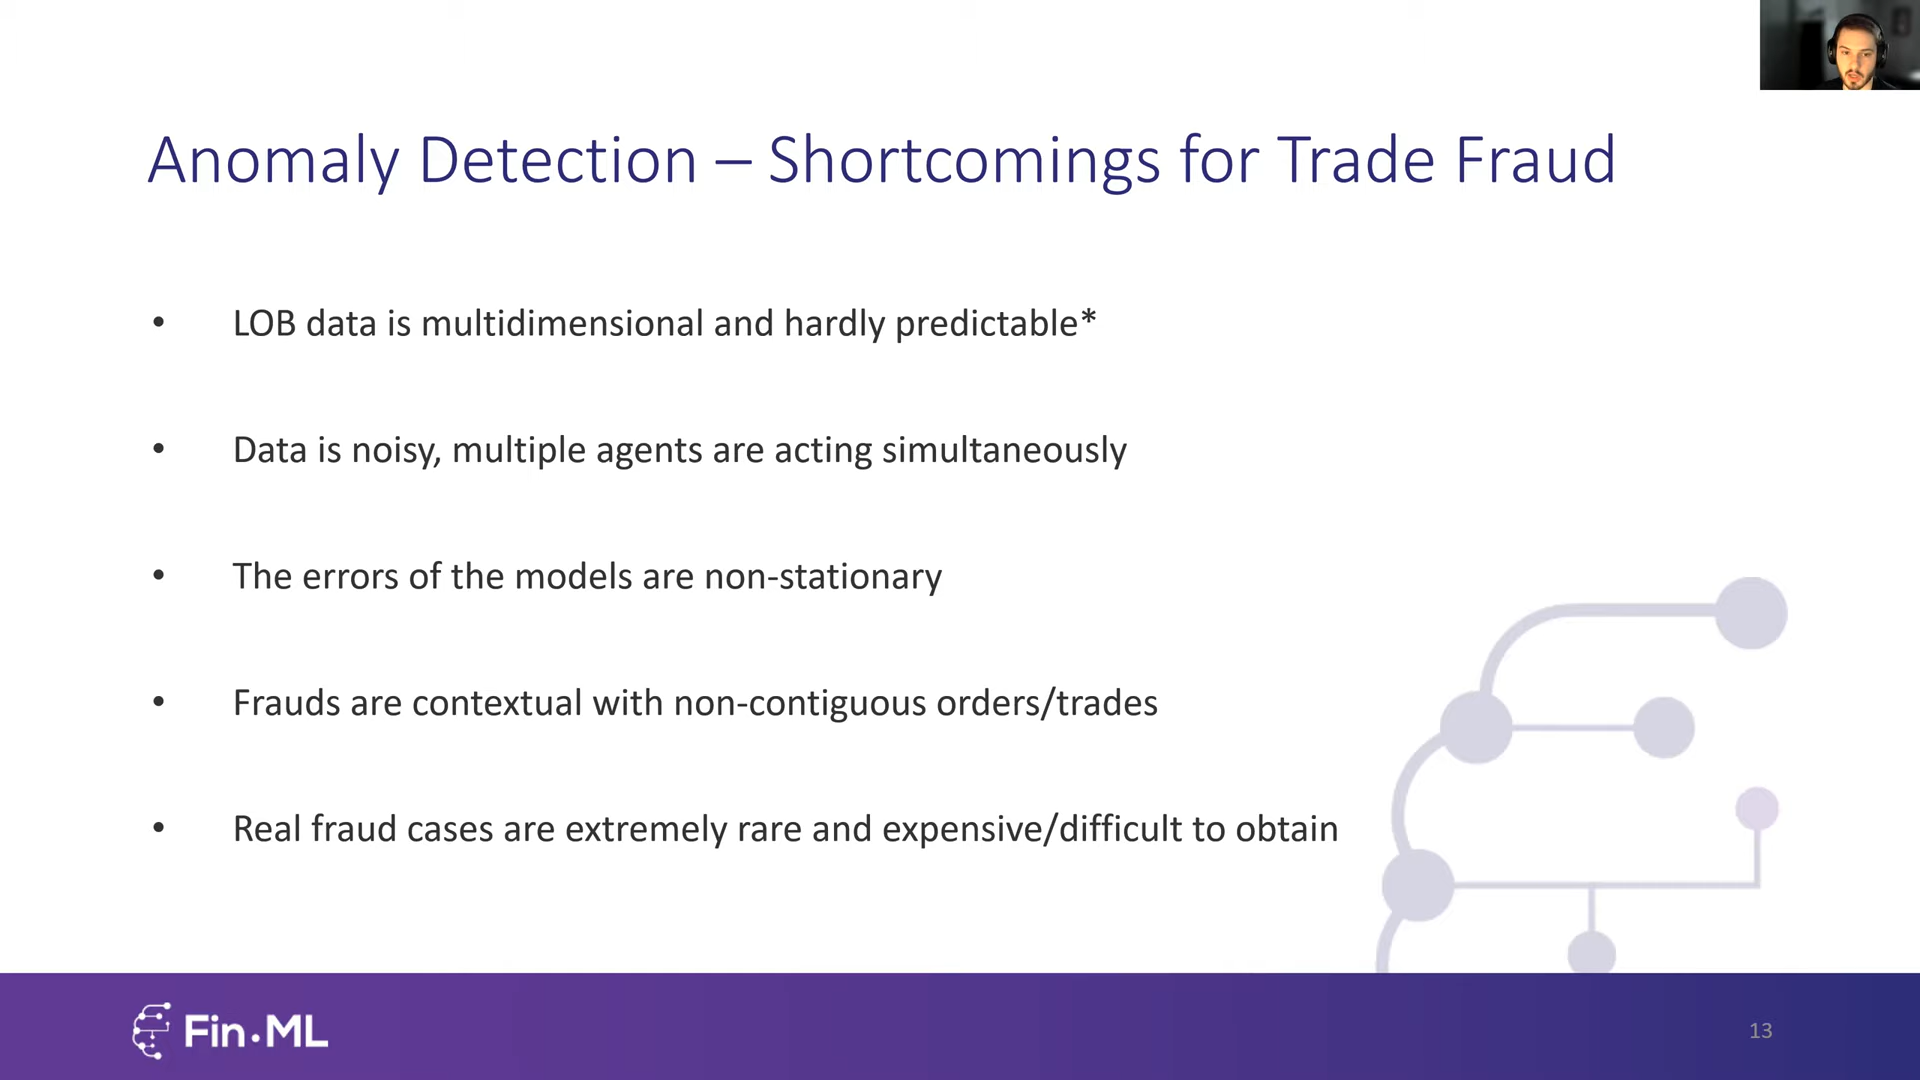 Anomaly Detection – Shortcomings for Trade Fraud
• LOB data is multidimensional and hardly predictable*
• Data is noisy, multiple agents are acting simultaneously
• The errors of the models are non-stationary
• Frauds are contextual with non-contiguous orders/trades
• Real fraud cases are extremely rare and expensive/difficult to obtain
Fin·ML
13